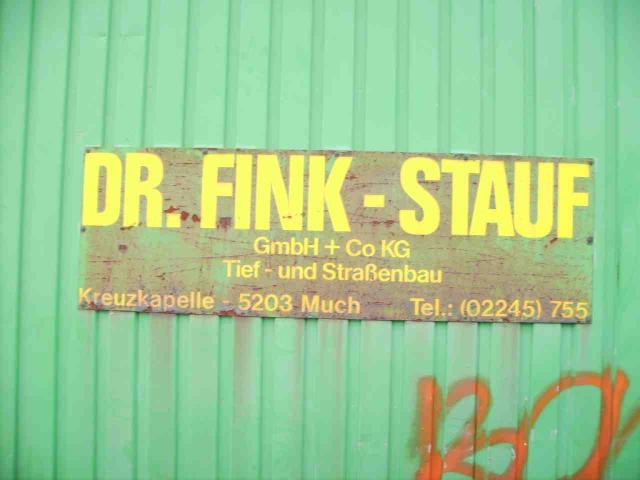 DR. FINK - STAUF
GmbH + Co KG
Tief - und Straßenbau
Kreuzkapelle - 5203 Much Tel.: (02245) 755